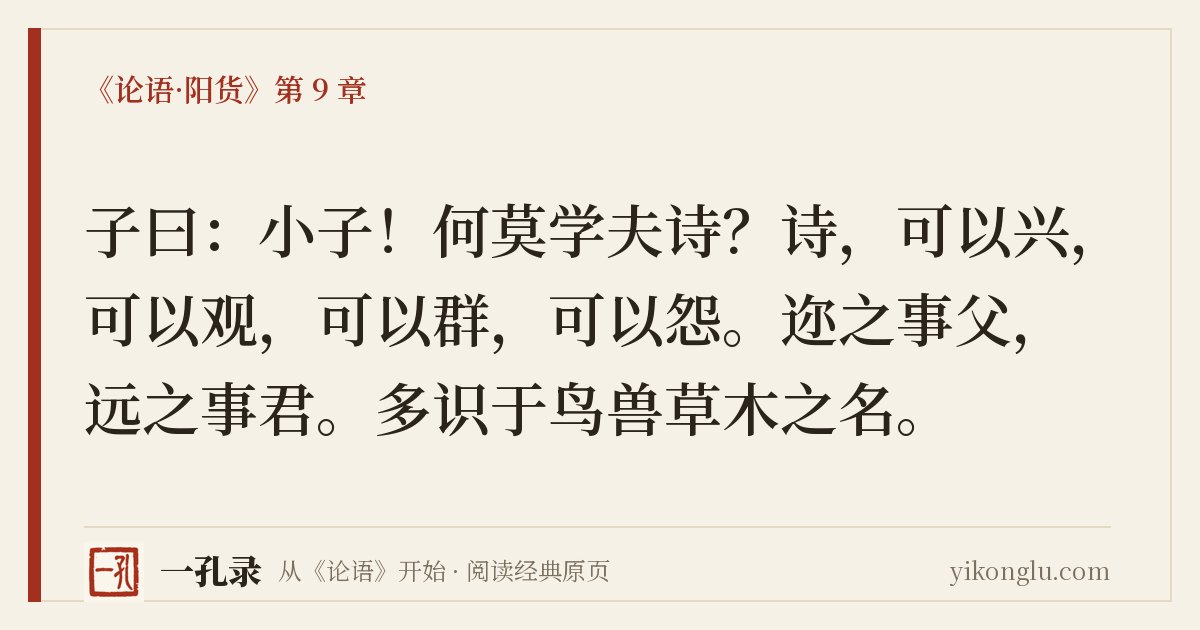 《论语·阳货》第 9 章
子曰：小子！何莫学夫诗？诗，可以兴，
可以观，可以群，可以怨。迩之事父，
远之事君。多识于鸟兽草木之名。
一孔
一孔录 从《论语》开始 · 阅读经典原页 yikonglu.com